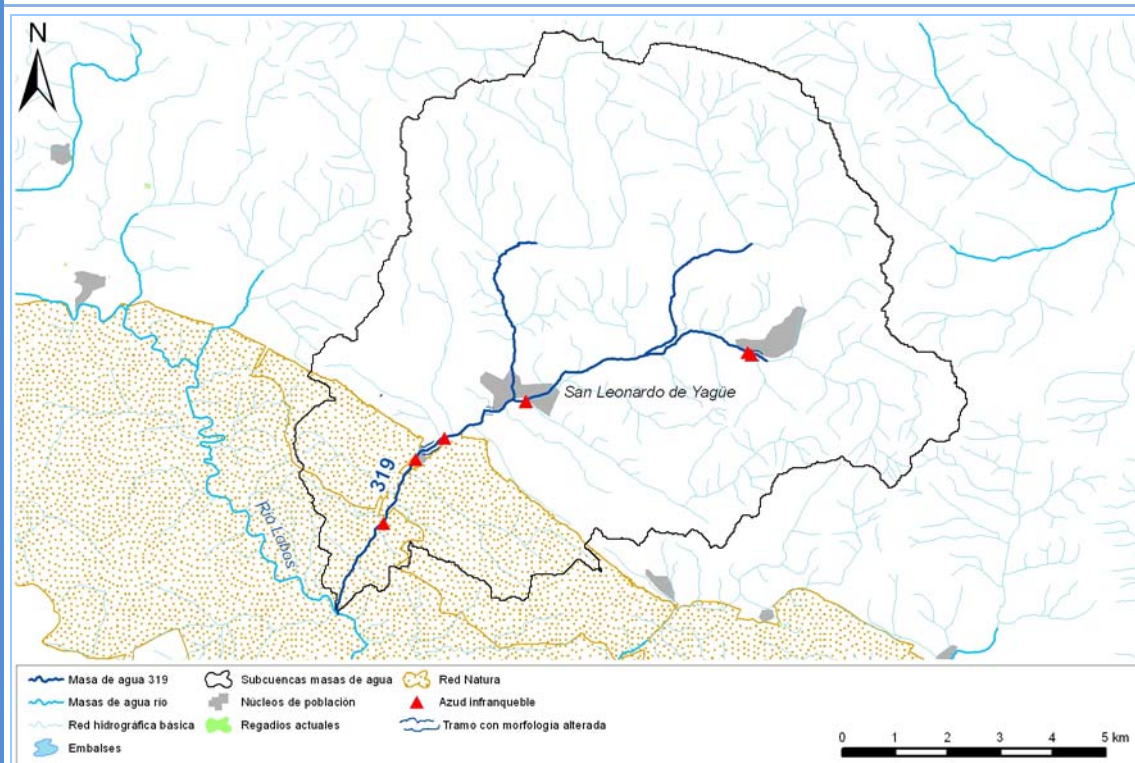 N
San Leonardo de Yagüe
319
Río Lobos
Masa de agua 319
Subcuencas masas de agua
Red Natura
Masas de agua río
Núcleos de población
Azud infranqueble
Red hidrográfica básica
Regadíos actuales
Tramo con morfología alterada
Embalses
0 1 2 3 4 5 km